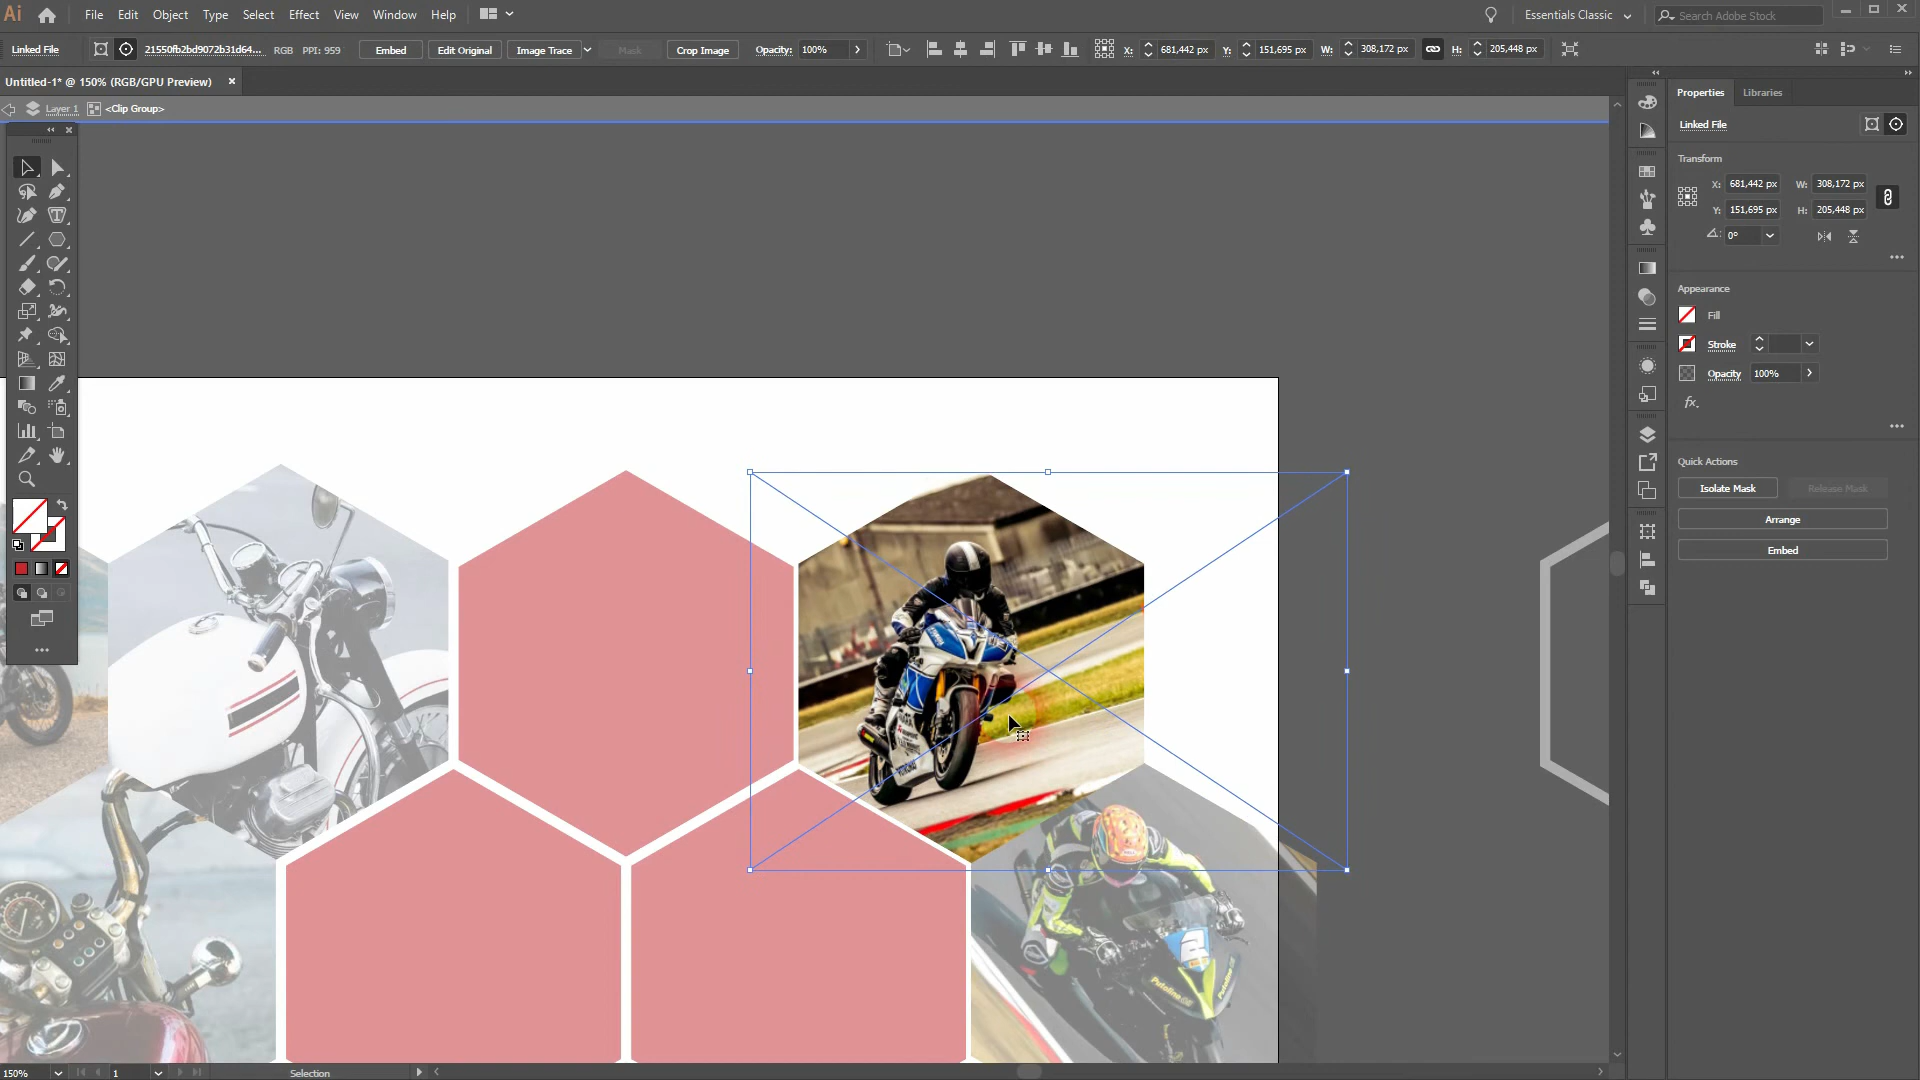 Ai File Edit Object Type Select Effect View Window Help Essentials Classic Search Adobe Stock
Linked File 21550fb2bd9072b31d64... RGB PPI: 959 Embed Edit Original Image Trace Mask Crop Image Opacity: 100% X: 681,442 px Y: 151,695 px W: 308,172 px H: 205,448 px
Untitled-1* @ 150% (RGB/GPU Preview) ×
Layer 1 <Clip Group>
Properties Libraries
Linked File
Transform
X: 681,442 px W: 308,172 px
Y: 151,695 px H: 205,448 px
0°
Appearance
Fill
Stroke
Opacity 100%
fx.
Quick Actions
Isolate Mask Release Mask
Arrange
Embed
150% 1 Selection